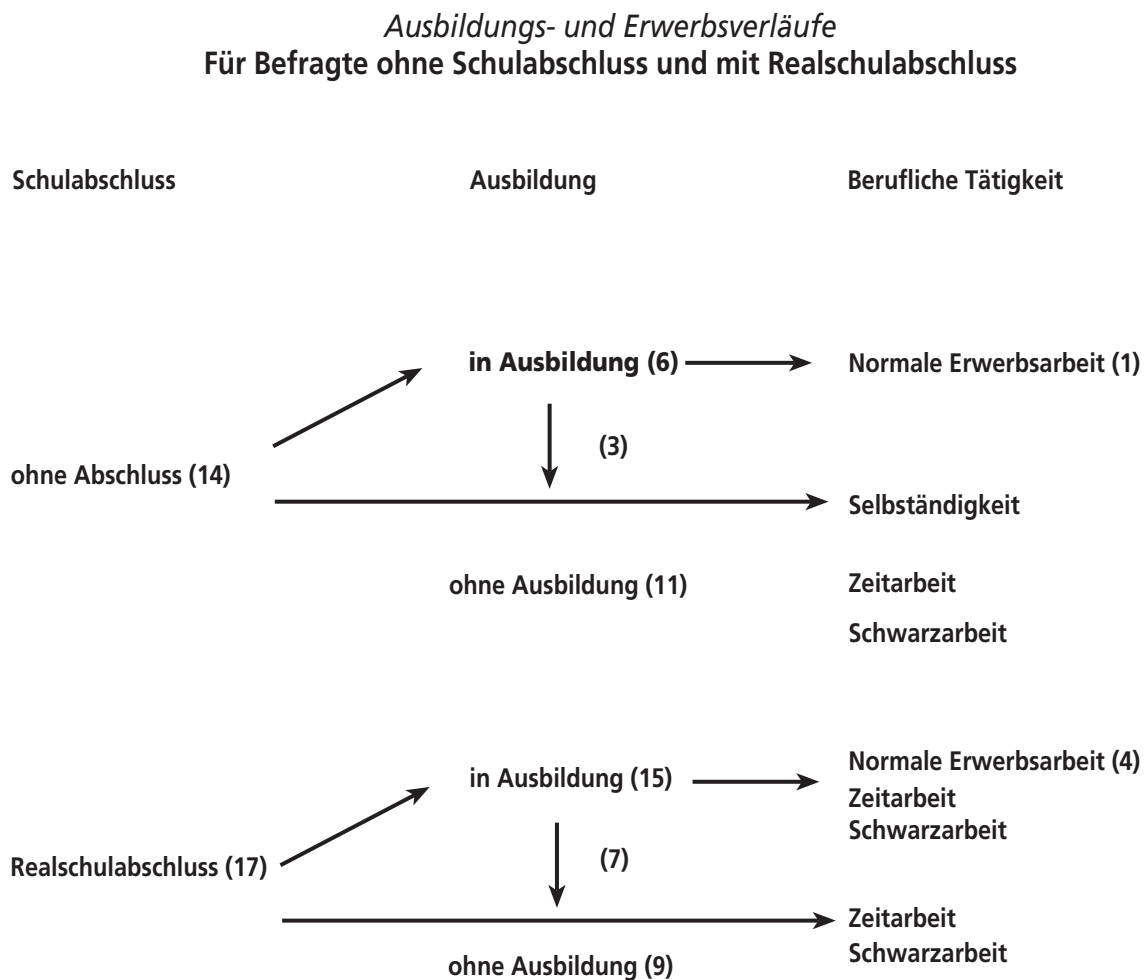 Ausbildungs- und Erwerbsverläufe
Für Befragte ohne Schulabschluss und mit Realschulabschluss
Schulabschluss Ausbildung Berufliche Tätigkeit
in Ausbildung (6) Normale Erwerbsarbeit (1)
(3)
ohne Abschluss (14)
Selbständigkeit
ohne Ausbildung (11) Zeitarbeit
Schwarzarbeit
Normale Erwerbsarbeit (4)
in Ausbildung (15)
Zeitarbeit
Schwarzarbeit
(7)
Realschulabschluss (17)
Zeitarbeit
Schwarzarbeit
ohne Ausbildung (9)